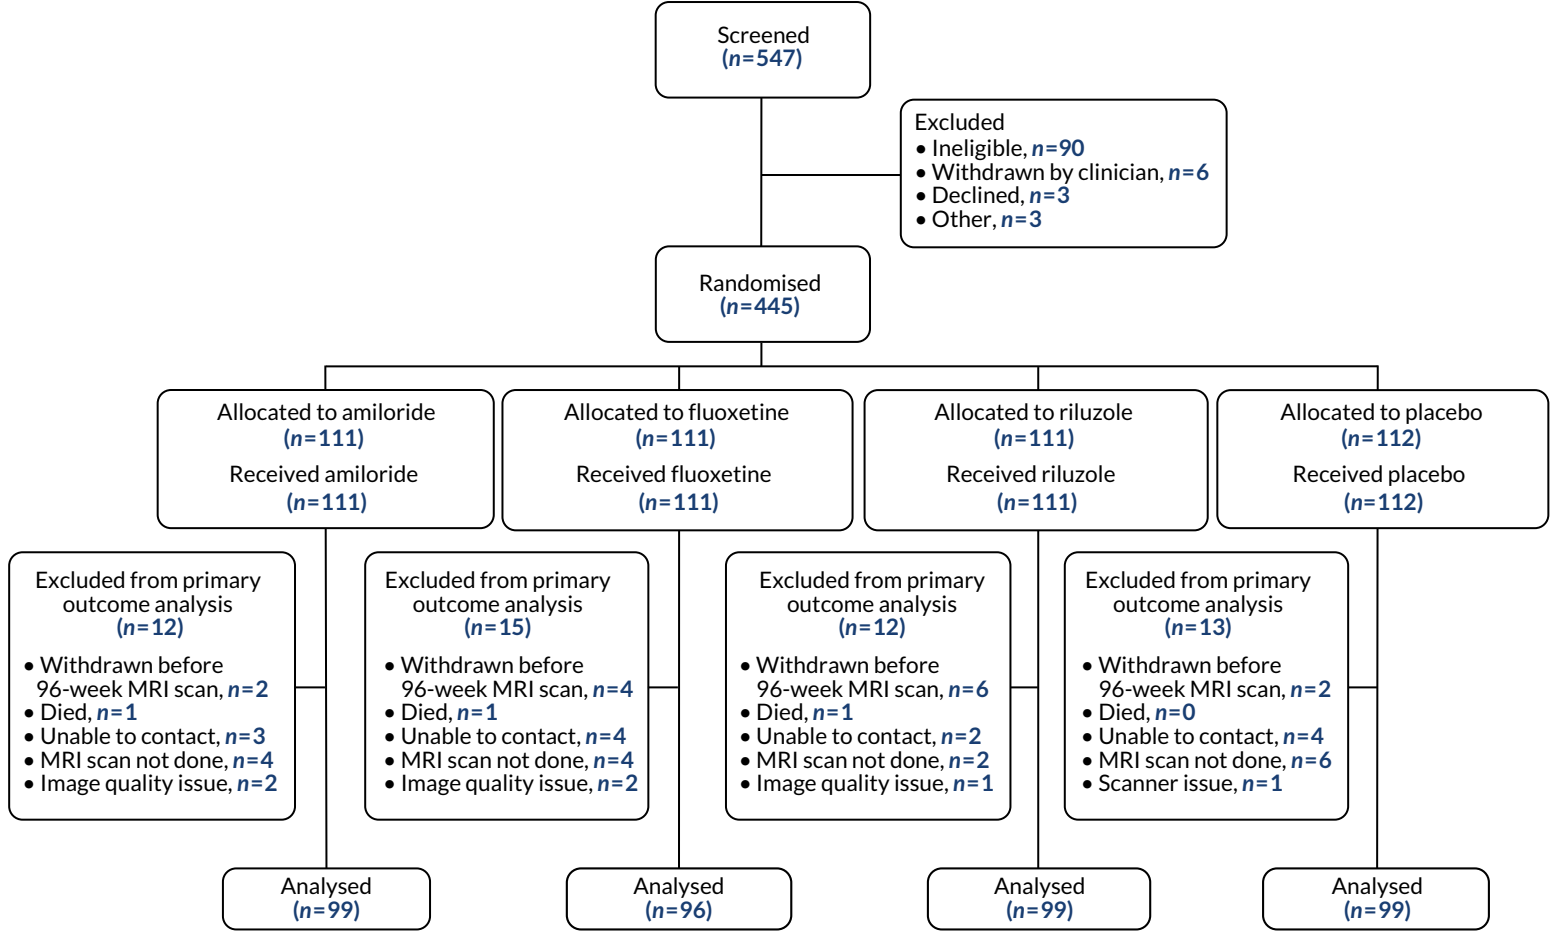 Screened
(n=547)
Excluded
• Ineligible, n=90
• Withdrawn by clinician, n=6
• Declined, n=3
• Other, n=3
Randomised
(n=445)
Allocated to amiloride
(n=111)
Received amiloride
(n=111)
Allocated to fluoxetine
(n=111)
Received fluoxetine
(n=111)
Allocated to riluzole
(n=111)
Received riluzole
(n=111)
Allocated to placebo
(n=112)
Received placebo
(n=112)
Excluded from primary
outcome analysis
(n=12)
• Withdrawn before
96-week MRI scan, n=2
• Died, n=1
• Unable to contact, n=3
• MRI scan not done, n=4
• Image quality issue, n=2
Excluded from primary
outcome analysis
(n=15)
• Withdrawn before
96-week MRI scan, n=4
• Died, n=1
• Unable to contact, n=4
• MRI scan not done, n=4
• Image quality issue, n=2
Excluded from primary
outcome analysis
(n=12)
• Withdrawn before
96-week MRI scan, n=6
• Died, n=1
• Unable to contact, n=2
• MRI scan not done, n=2
• Image quality issue, n=1
Excluded from primary
outcome analysis
(n=13)
• Withdrawn before
96-week MRI scan, n=2
• Died, n=0
• Unable to contact, n=4
• MRI scan not done, n=6
• Scanner issue, n=1
Analysed
(n=99)
Analysed
(n=96)
Analysed
(n=99)
Analysed
(n=99)